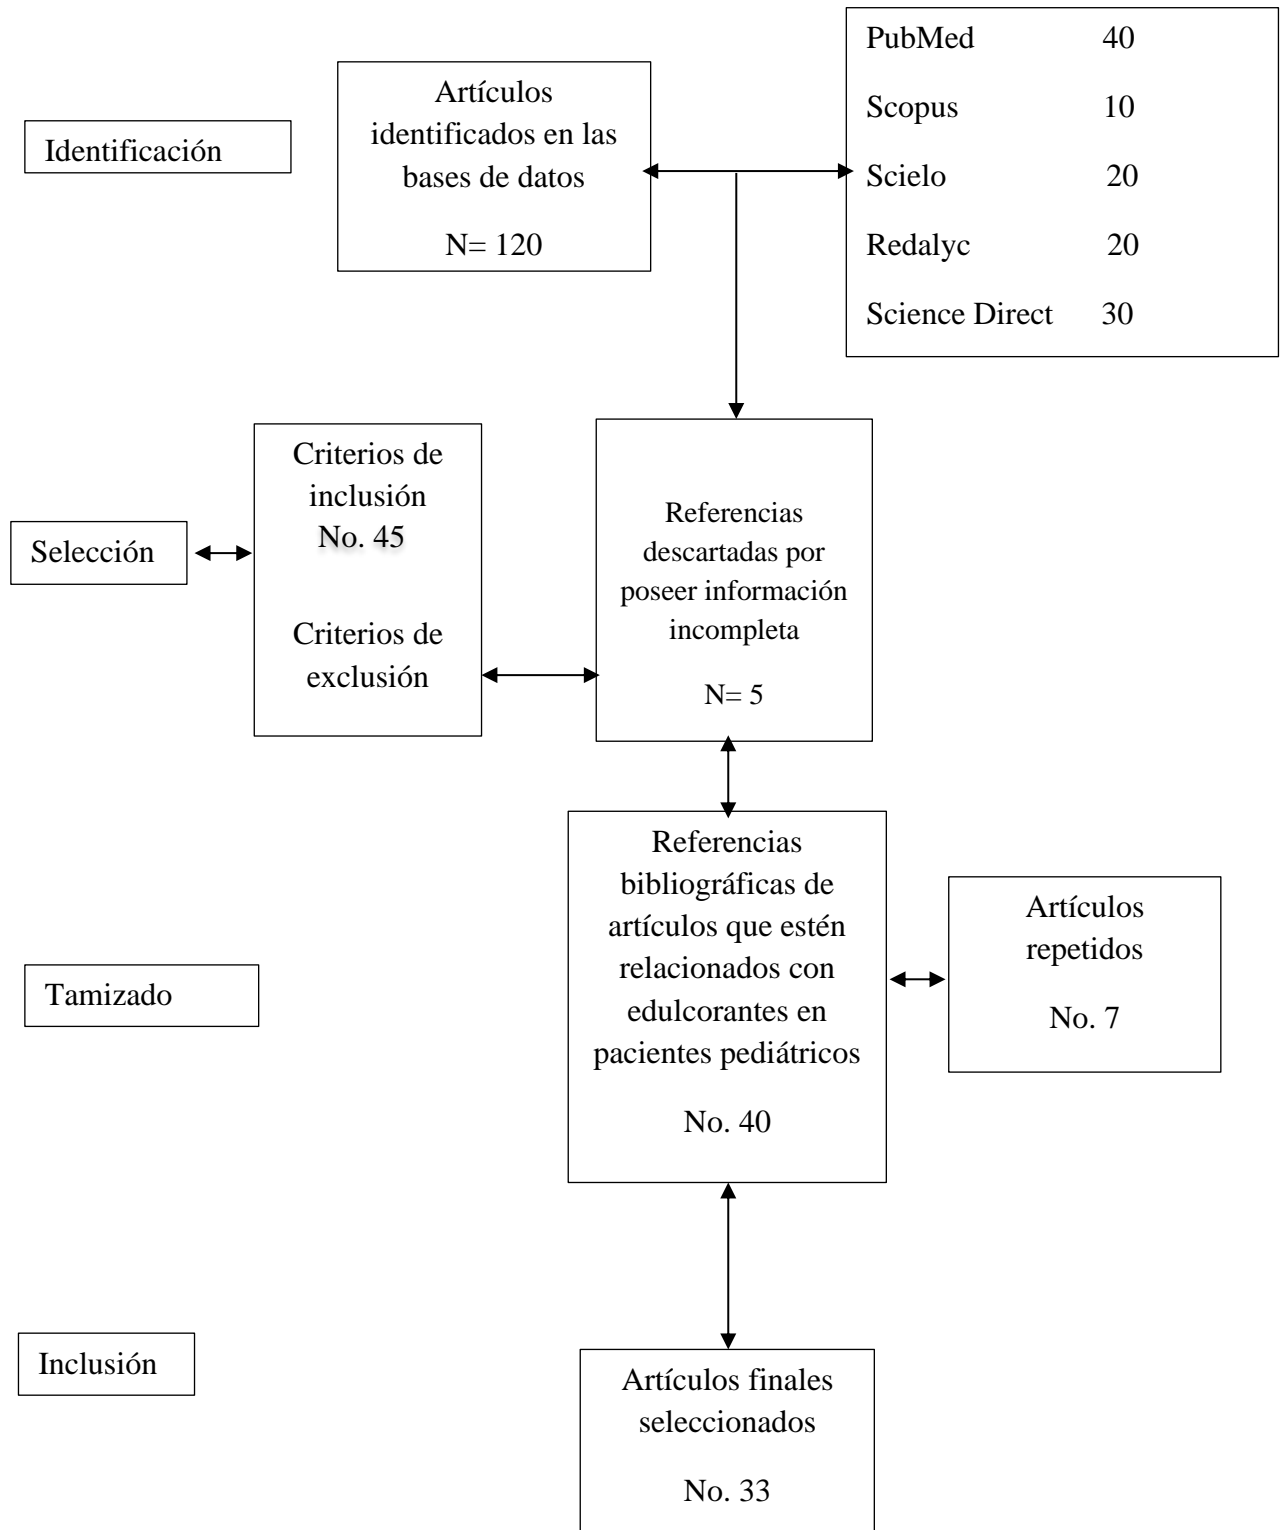 Identificación
Artículos
identificados en las
bases de datos
N= 120
PubMed 40
Scopus 10
Scielo 20
Redalyc 20
Science Direct 30
Selección
Criterios de
inclusión
No. 45
Criterios de
exclusión
Referencias
descartadas por
poseer información
incompleta
N= 5
Tamizado
Referencias
bibliográficas de
artículos que estén
relacionados con
edulcorantes en
pacientes pediátricos
No. 40
Artículos
repetidos
No. 7
Inclusión
Artículos finales
seleccionados
No. 33